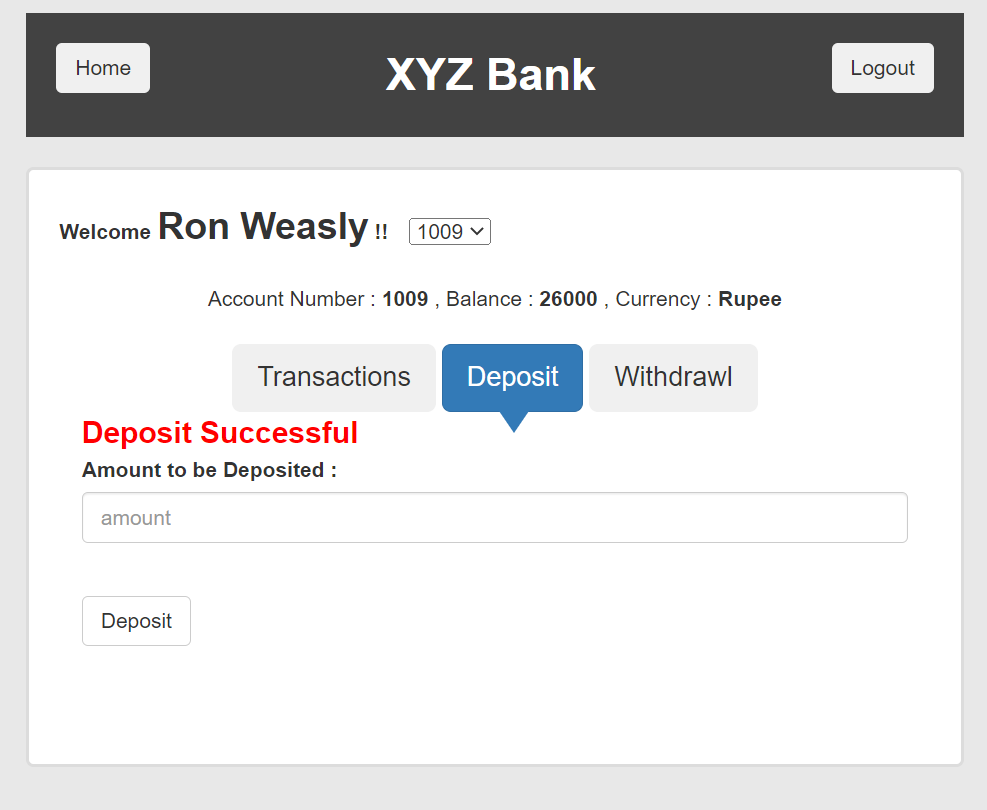 Home XYZ Bank Logout
Welcome Ron Weasly !! 1009
Account Number : 1009 , Balance : 26000 , Currency : Rupee
Transactions Deposit Withdrawl
Deposit Successful
Amount to be Deposited :
amount
Deposit